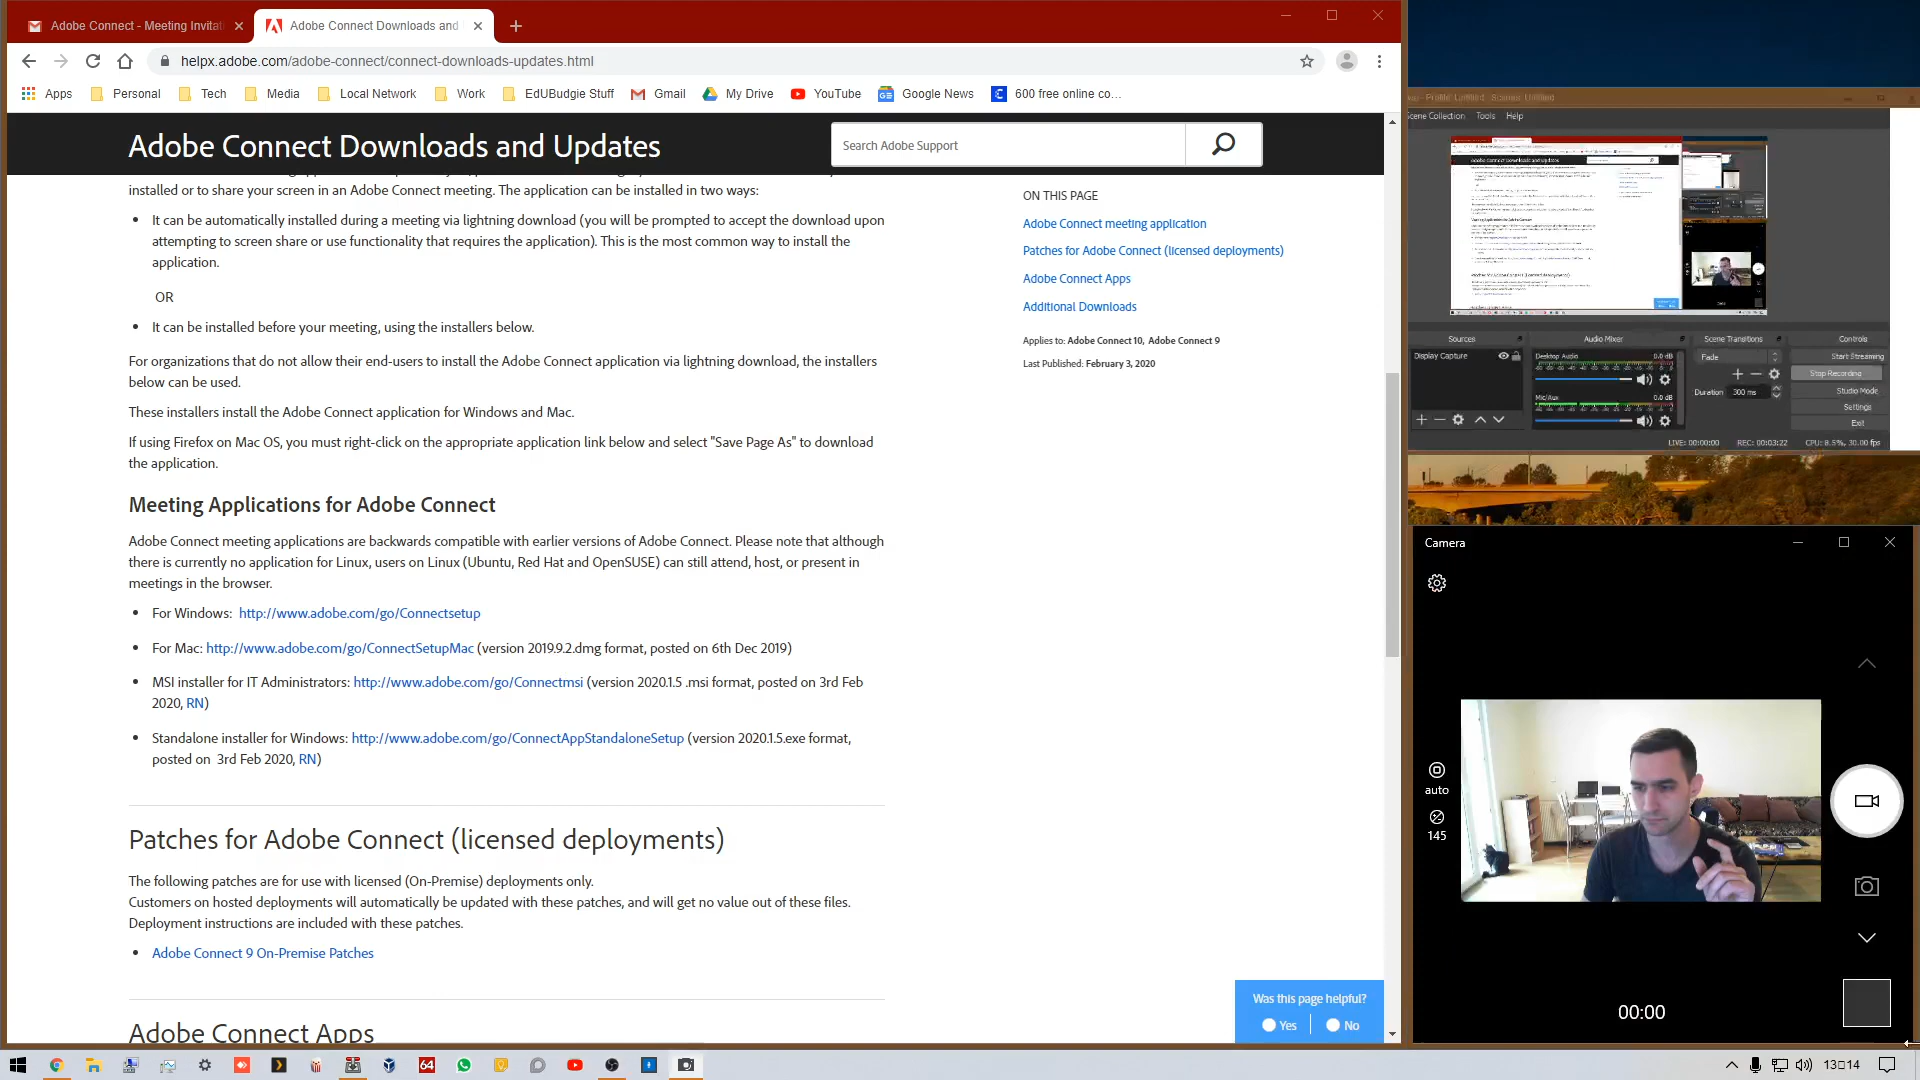 Adobe Connect - Meeting Invitat
Adobe Connect Downloads and
helpx.adobe.com/adobe-connect/connect-downloads-updates.html
Apps Personal Tech Media Local Network Work EdUBudgie Stuff Gmail My Drive YouTube Google News 600 free online co...
Adobe Connect Downloads and Updates
Search Adobe Support
installed or to share your screen in an Adobe Connect meeting. The application can be installed in two ways:
It can be automatically installed during a meeting via lightning download (you will be prompted to accept the download upon
attempting to screen share or use functionality that requires the application). This is the most common way to install the
application.
OR
It can be installed before your meeting, using the installers below.
For organizations that do not allow their end-users to install the Adobe Connect application via lightning download, the installers
below can be used.
These installers install the Adobe Connect application for Windows and Mac.
If using Firefox on Mac OS, you must right-click on the appropriate application link below and select "Save Page As" to download
the application.
Meeting Applications for Adobe Connect
Adobe Connect meeting applications are backwards compatible with earlier versions of Adobe Connect. Please note that although
there is currently no application for Linux, users on Linux (Ubuntu, Red Hat and OpenSUSE) can still attend, host, or present in
meetings in the browser.
For Windows: http://www.adobe.com/go/Connectsetup
For Mac: http://www.adobe.com/go/ConnectSetupMac (version 2019.9.2.dmg format, posted on 6th Dec 2019)
MSI installer for IT Administrators: http://www.adobe.com/go/Connectmsi (version 2020.1.5 .msi format, posted on 3rd Feb
2020, RN)
Standalone installer for Windows: http://www.adobe.com/go/ConnectAppStandaloneSetup (version 2020.1.5.exe format,
posted on 3rd Feb 2020, RN)
Patches for Adobe Connect (licensed deployments)
The following patches are for use with licensed (On-Premise) deployments only.
Customers on hosted deployments will automatically be updated with these patches, and will get no value out of these files.
Deployment instructions are included with these patches.
Adobe Connect 9 On-Premise Patches
Adobe Connect Apps
ON THIS PAGE
Adobe Connect meeting application
Patches for Adobe Connect (licensed deployments)
Adobe Connect Apps
Additional Downloads
Applies to: Adobe Connect 10, Adobe Connect 9
Last Published: February 3, 2020
Was this page helpful?
Yes No
- Profile: Untitled - Scenes: Untitled
Scene Collection Tools Help
Sources Audio Mixer Scene Transitions Controls
Display Capture
Desktop Audio 0.0 dB
Mic/Aux 0.0 dB
Fade
Duration 300 ms
Start Streaming
Stop Recording
Studio Mode
Settings
Exit
LIVE: 00:00:00 REC: 00:03:22 CPU: 8.5%, 30.00 fps
Camera
auto
145
00:00
64
13:14